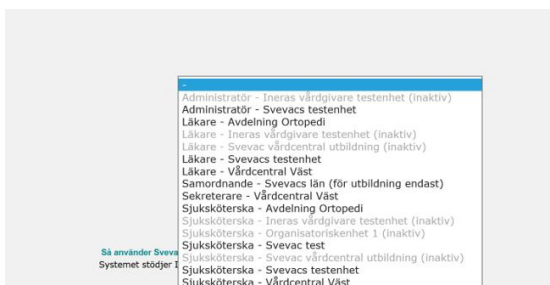 -
Administratör - Ineras vårdgivare testenhet (inaktiv)
Administratör - Svevacs testenhet
Läkare - Avdelning Ortopedi
Läkare - Ineras vårdgivare testenhet (inaktiv)
Läkare - Svevac vårdcentral utbildning (inaktiv)
Läkare - Svevacs testenhet
Läkare - Vårdcentral Väst
Samordnande - Svevacs län (för utbildning endast)
Sekreterare - Vårdcentral Väst
Sjuksköterska - Avdelning Ortopedi
Sjuksköterska - Ineras vårdgivare testenhet (inaktiv)
Sjuksköterska - Organisatoriskenhet 1 (inaktiv)
Sjuksköterska - Svevac test
Sjuksköterska - Svevac vårdcentral utbildning (inaktiv)
Sjuksköterska - Svevacs testenhet
Sjuksköterska - Vårdcentral Väst
Så använder Sveva
Systemet stödjer I